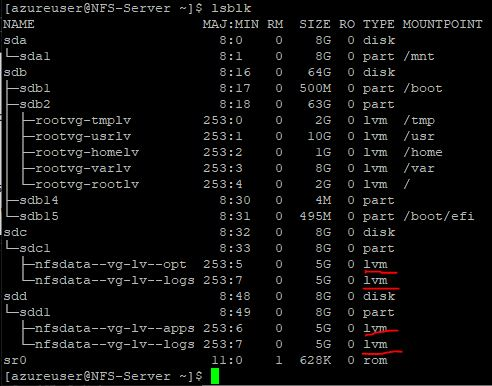 [azureuser@NFS-Server ~]$ lsblk
NAME                        MAJ:MIN RM  SIZE RO TYPE MOUNTPOINT
sda                           8:0    0    8G  0 disk
└─sda1                        8:1    0    8G  0 part /mnt
sdb                           8:16   0   64G  0 disk
├─sdb1                        8:17   0  500M  0 part /boot
├─sdb2                        8:18   0   63G  0 part
│ ├─rootvg-tmplv            253:0    0    2G  0 lvm  /tmp
│ ├─rootvg-usrlv            253:1    0   10G  0 lvm  /usr
│ ├─rootvg-homelv           253:2    0    1G  0 lvm  /home
│ ├─rootvg-varlv            253:3    0    8G  0 lvm  /var
│ └─rootvg-rootlv           253:4    0    2G  0 lvm  /
├─sdb14                       8:30   0    4M  0 part
└─sdb15                       8:31   0  495M  0 part /boot/efi
sdc                           8:32   0    8G  0 disk
└─sdc1                        8:33   0    8G  0 part
  ├─nfsdata--vg-lv--opt     253:5    0    5G  0 lvm
  └─nfsdata--vg-lv--logs    253:7    0    5G  0 lvm
sdd                           8:48   0    8G  0 disk
└─sdd1                        8:49   0    8G  0 part
  ├─nfsdata--vg-lv--apps    253:6    0    5G  0 lvm
  └─nfsdata--vg-lv--logs    253:7    0    5G  0 lvm
sr0                          11:0    1  628K  0 rom
[azureuser@NFS-Server ~]$